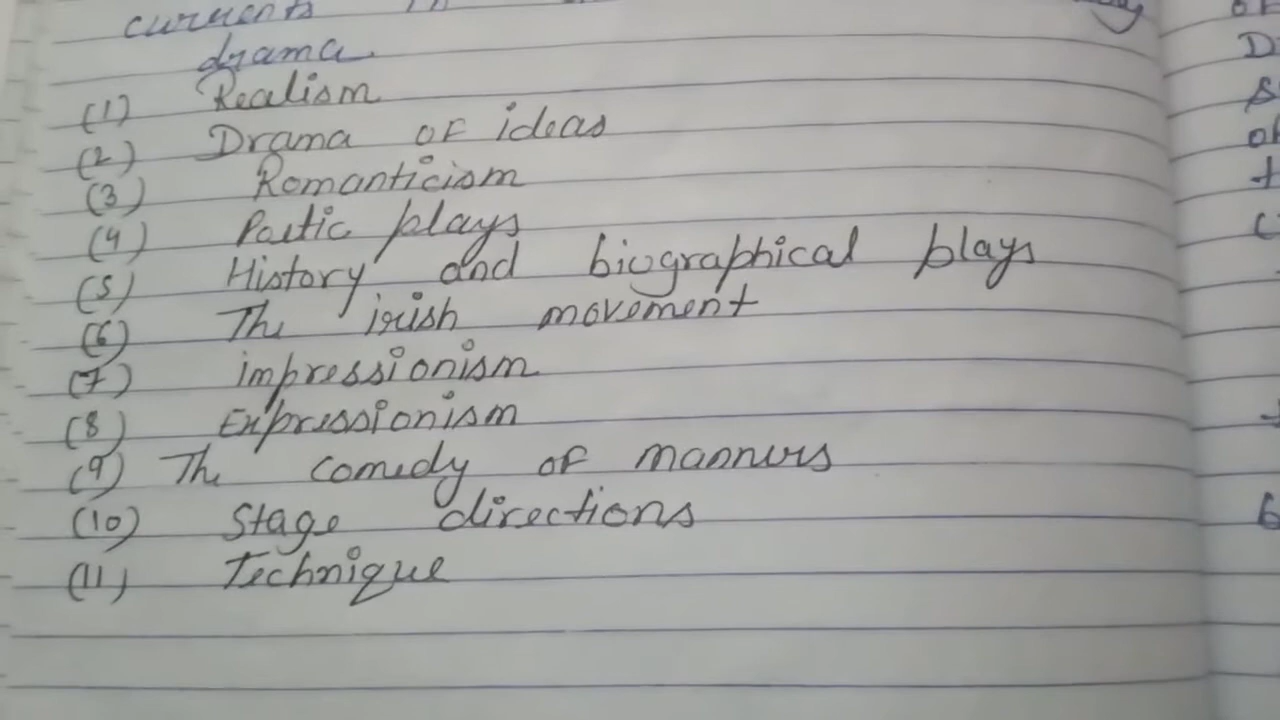 currents in
drama
(1) Realism
(2) Drama of ideas
(3) Romanticism
(4) Poetic plays
(5) History and biographical plays
(6) The irish movement
(7) impressionism
(8) Expressionism
(9) The comedy of manners
(10) Stage directions
(11) Technique